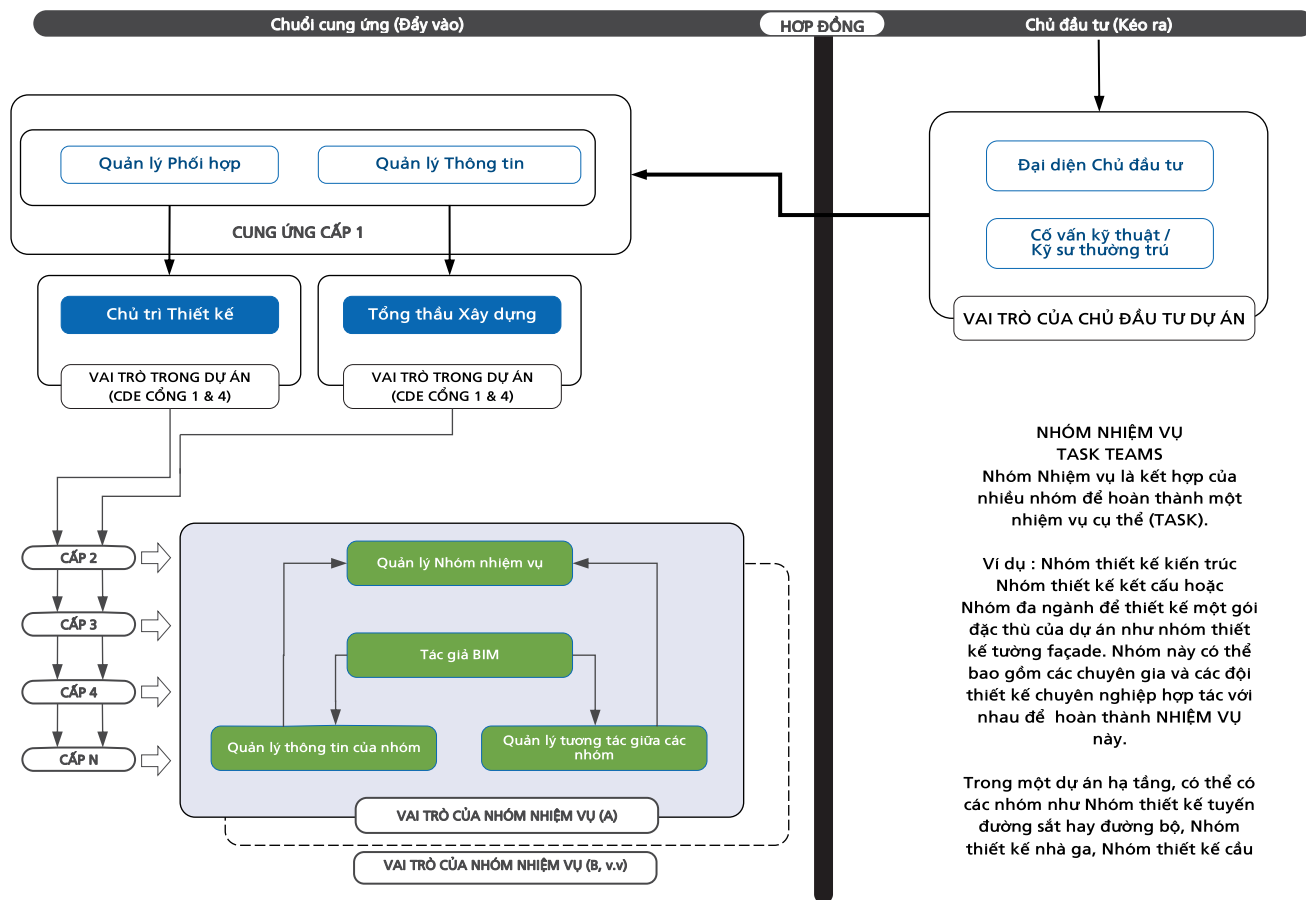 Chuổi cung ứng (Đẩy vào)
HƠP ĐỒNG
Chủ đầu tư (Kéo ra)
Quản lý Phối hợp
Quản lý Thông tin
CUNG ỨNG CẤP 1
Đại diện Chủ đầu tư
Cố vấn kỹ thuật /
Kỹ sư thường trú
VAI TRÒ CỦA CHỦ ĐẦU TƯ DỰ ÁN
Chủ trì Thiết kế
Tổng thầu Xây dựng
VAI TRÒ TRONG DỰ ÁN
(CDE CỔNG 1 & 4)
VAI TRÒ TRONG DỰ ÁN
(CDE CỔNG 1 & 4)
CẤP 2
CẤP 3
CẤP 4
CẤP N
Quản lý Nhóm nhiệm vụ
Tác giả BIM
Quản lý thông tin của nhóm
Quản lý tương tác giữa các
nhóm
VAI TRÒ CỦA NHÓM NHIỆM VỤ (A)
VAI TRÒ CỦA NHÓM NHIỆM VỤ (B, v.v)
NHÓM NHIỆM VỤ
TASK TEAMS
Nhóm Nhiệm vụ là kết hợp của
nhiều nhóm để hoàn thành một
nhiệm vụ cụ thể (TASK).
Ví dụ : Nhóm thiết kế kiến trúc
Nhóm thiết kế kết cấu hoặc
Nhóm đa ngành để thiết kế một gói
đặc thù của dự án như nhóm thiết
kế tường façade. Nhóm này có thể
bao gồm các chuyên gia và các đội
thiết kế chuyên nghiệp hợp tác với
nhau để hoàn thành NHIỆM VỤ
này.
Trong một dự án hạ tầng, có thể có
các nhóm như Nhóm thiết kế tuyến
đường sắt hay đường bộ, Nhóm
thiết kế nhà ga, Nhóm thiết kế cầu